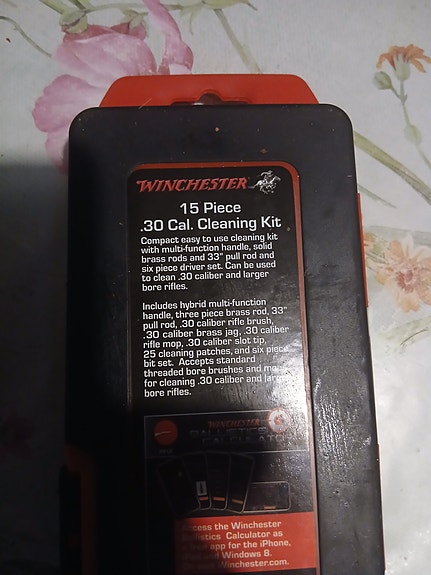 WINCHESTER
15 Piece
.30 Cal. Cleaning Kit
Compact easy to use cleaning kit
with multi-function handle, solid
brass rods and 33" pull rod and
six piece driver set. Can be used
to clean .30 caliber and larger
bore rifles.
Includes hybrid multi-function
handle, three piece brass rod, 33"
pull rod, .30 caliber rifle brush,
.30 caliber brass jag, .30 caliber
rifle mop, .30 caliber slot tip,
25 cleaning patches, and six piece
bit set. Accepts standard
threaded bore brushes and mops
for cleaning .30 caliber and large
bore rifles.
WINCHESTER
BALLISTICS
CALCULATOR
Access the Winchester
Ballistics Calculator as
a free app for the iPhone,
and Windows 8.
Winchester.com.